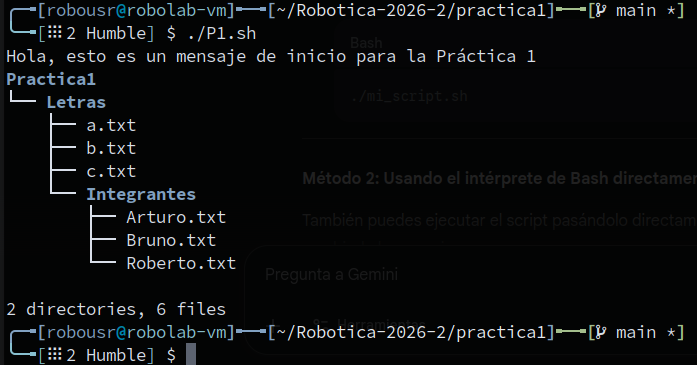 [robousr@robolab-vm]──[~/Robotica-2026-2/practica1]──[ main *]
[2 Humble] $ ./P1.sh
Bash
Hola, esto es un mensaje de inicio para la Práctica 1
Practica1
└── Letras
./mi_script.sh
├── a.txt
├── b.txt
├── c.txt
Método 2: Usando el intérprete de Bash directamen
└── Integrantes
├── Arturo.txt
También puedes ejecutar el script pasándolo directam
├── Bruno.txt
└── Roberto.txt
Pregunta a Gemini
2 directories, 6 files
[robousr@robolab-vm]──[~/Robotica-2026-2/practica1]──[ main *]
[2 Humble] $